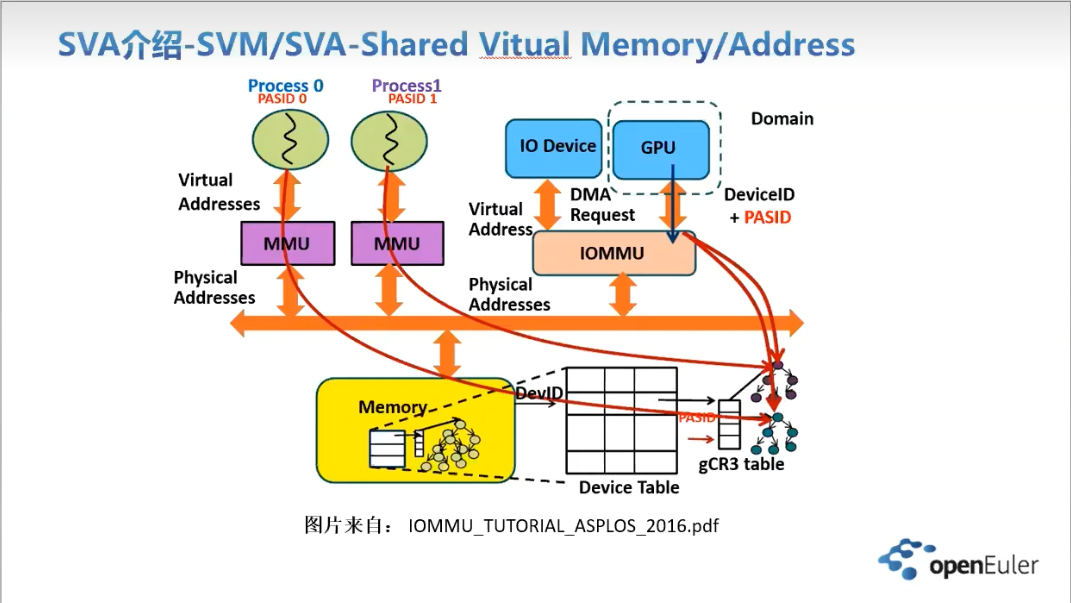 SVA介绍-SVM/SVA-Shared Vitual Memory/Address
Process 0
PASID 0
Process1
PASID 1
Virtual
Addresses
MMU
MMU
Physical
Addresses
IO Device
GPU
Domain
Virtual
Address
DMA
Request
DeviceID
+ PASID
IOMMU
Physical
Addresses
Memory
DevID
PASID
gCR3 table
Device Table
图片来自： IOMMU_TUTORIAL_ASPLOS_2016.pdf
openEuler